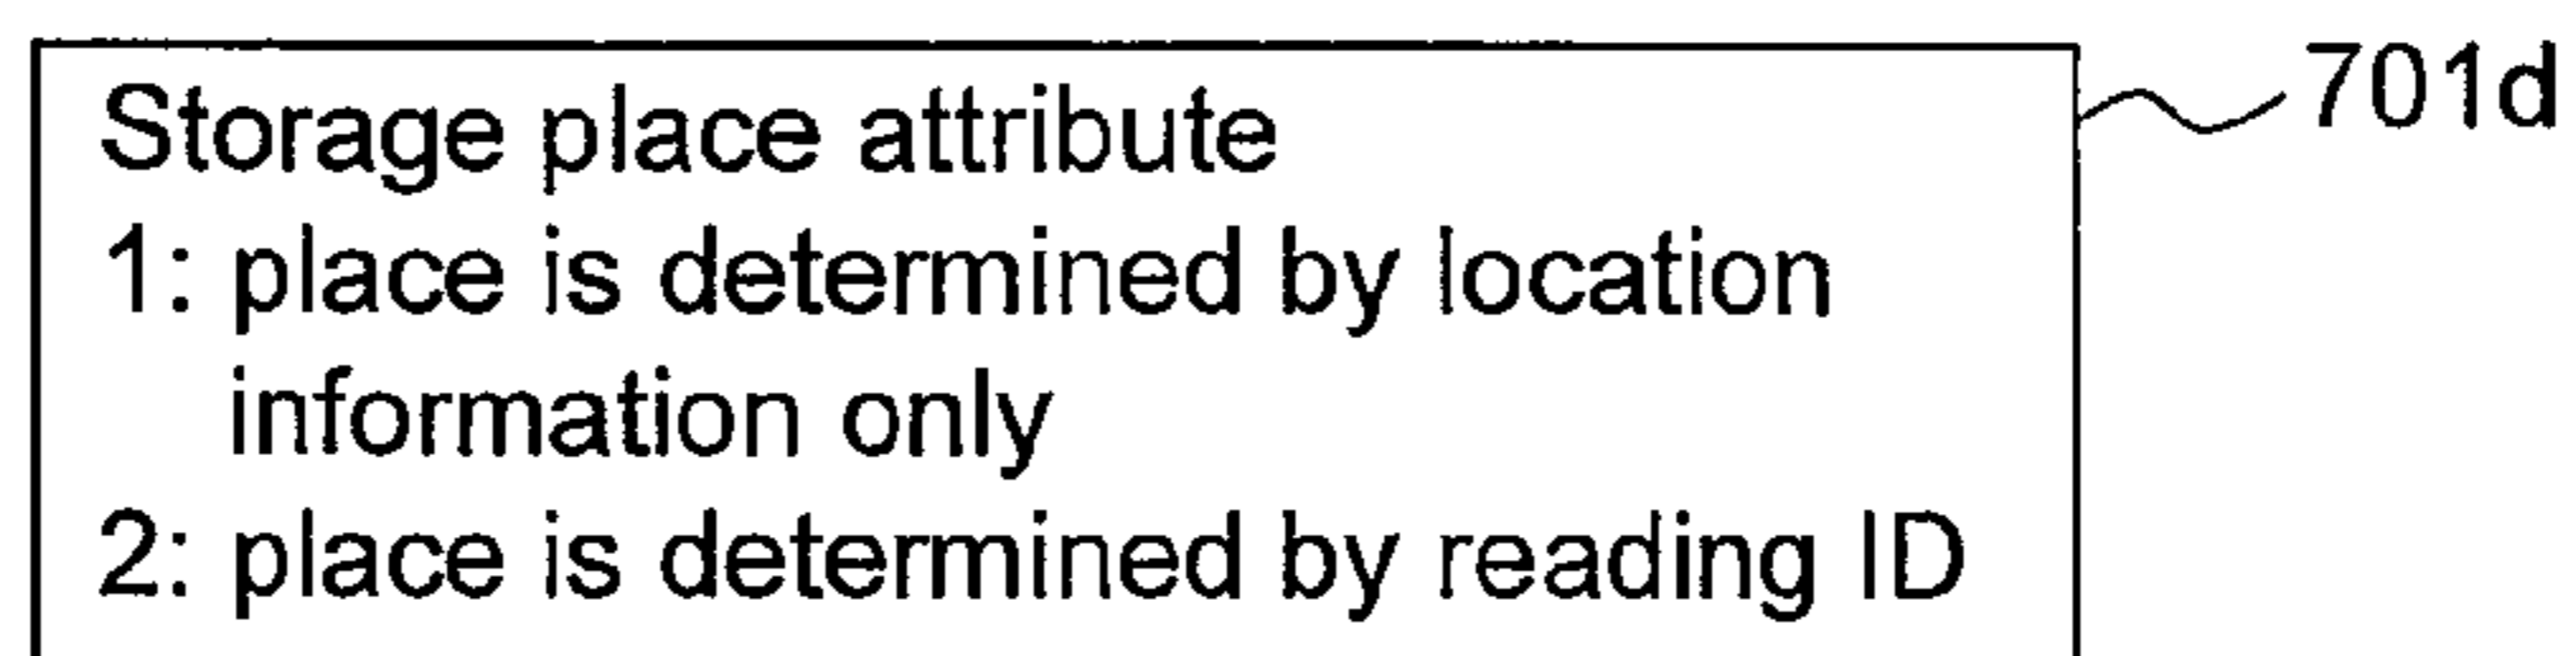 Storage place attribute
701d
1: place is determined by location
information only
2: place is determined by reading ID